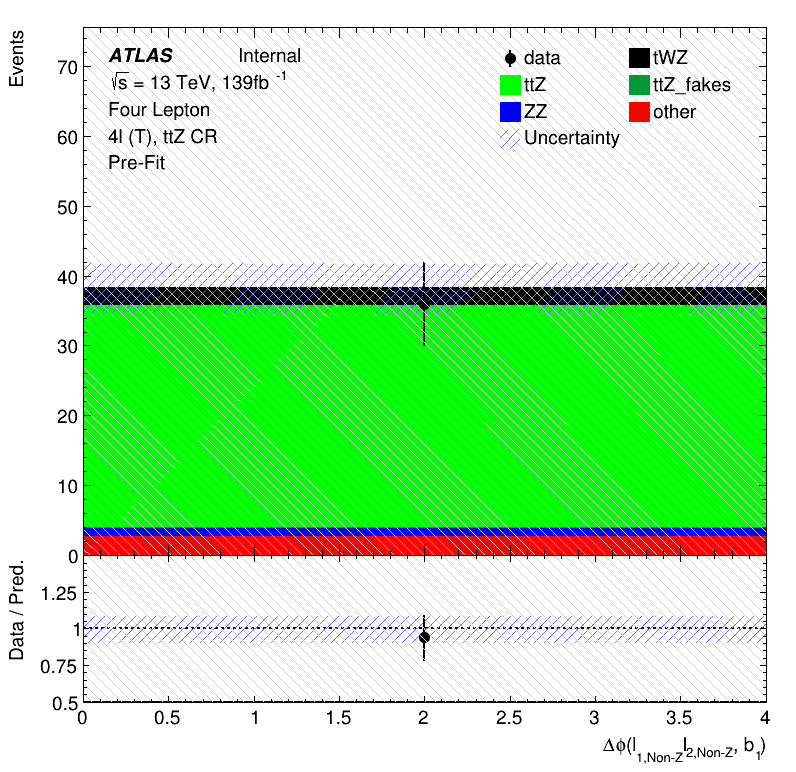 Events
ATLAS Internal
√s = 13 TeV, 139fb -1
Four Lepton
4l (T), ttZ CR
Pre-Fit
data tWZ
ttZ ttZ_fakes
ZZ other
Uncertainty
70
60
50
40
30
20
10
0
Data / Pred.
1.25
1
0.75
0.5
0 0.5 1 1.5 2 2.5 3 3.5 4
Δϕ(l1,Non-Zl2,Non-Z, b1)